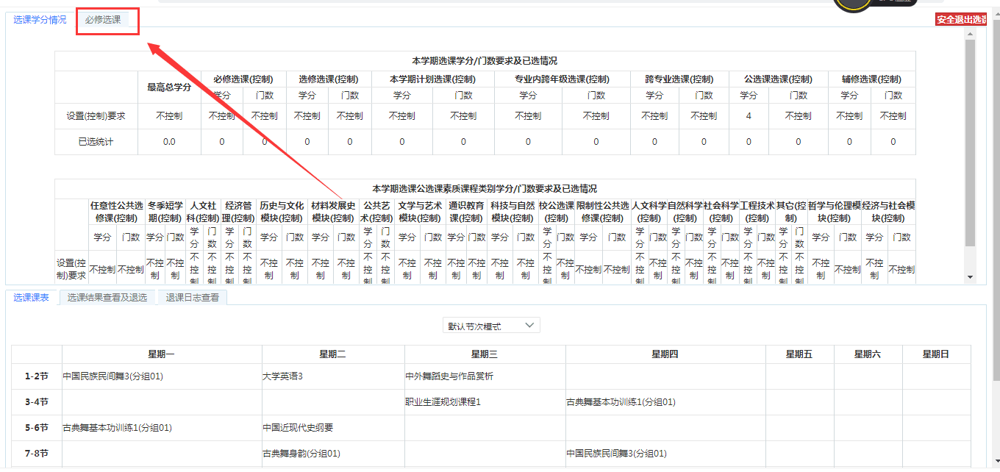 选课学分情况 必修选课
安全退出选
本学期选课学分/门数要求及已选情况
最高总学分 必修选课(控制) 选修选课(控制) 本学期计划选课(控制) 专业内跨年级选课(控制) 跨专业选课(控制) 公选课选课(控制) 辅修选课(控制)
学分 门数 学分 门数 学分 门数 学分 门数 学分 门数 学分 门数 学分 门数
设置(控制)要求 不控制 不控制 不控制 不控制 不控制 不控制 不控制 不控制 不控制 不控制 不控制 4 不控制 不控制 不控制
已选统计 0.0 0 0 0 0 0 0 0 0 0 0 0 0 0 0
本学期选课公选课素质课程类别学分/门数要求及已选情况
任意性公共选修课(控制) 冬季短学期(控制) 人文社科(控制) 经济管理(控制) 历史与文化模块(控制) 材料发展史模块(控制) 公共艺术(控制) 文学与艺术模块(控制) 通识教育课(控制) 科技与自然模块(控制) 校公选课(控制) 限制性公共选修课(控制) 人文科学(控制) 自然科学(控制) 社会科学(控制) 工程技术(控制) 其它(控制) 哲学与伦理模块(控制) 经济与社会模块(控制)
学分 门数 学分 门数 学分 门数 学分 门数 学分 门数 学分 门数 学分 门数 学分 门数 学分 门数 学分 门数 学分 门数 学分 门数 学分 门数 学分 门数 学分 门数 学分 门数 学分 门数 学分 门数 学分 门数
设置(控制)要求 不控制 不控制 不控制 不控制 不控制 不控制 不控制 不控制 不控制 不控制 不控制 不控制 不控制 不控制 不控制 不控制 不控制 不控制 不控制 不控制 不控制 不控制 不控制 不控制 不控制 不控制 不控制 不控制 不控制 不控制 不控制 不控制 不控制 不控制 不控制 不控制 不控制 不控制
选课课表 选课结果查看及退选 退课日志查看
默认节次模式
星期一 星期二 星期三 星期四 星期五 星期六 星期日
1-2节 中国民族民间舞3(分组01) 大学英语3 中外舞蹈史与作品赏析
3-4节 职业生涯规划课程1 古典舞基本功训练1(分组01)
5-6节 古典舞基本功训练1(分组01) 中国近现代史纲要
7-8节 古典舞身韵(分组01) 中国民族民间舞3(分组01)